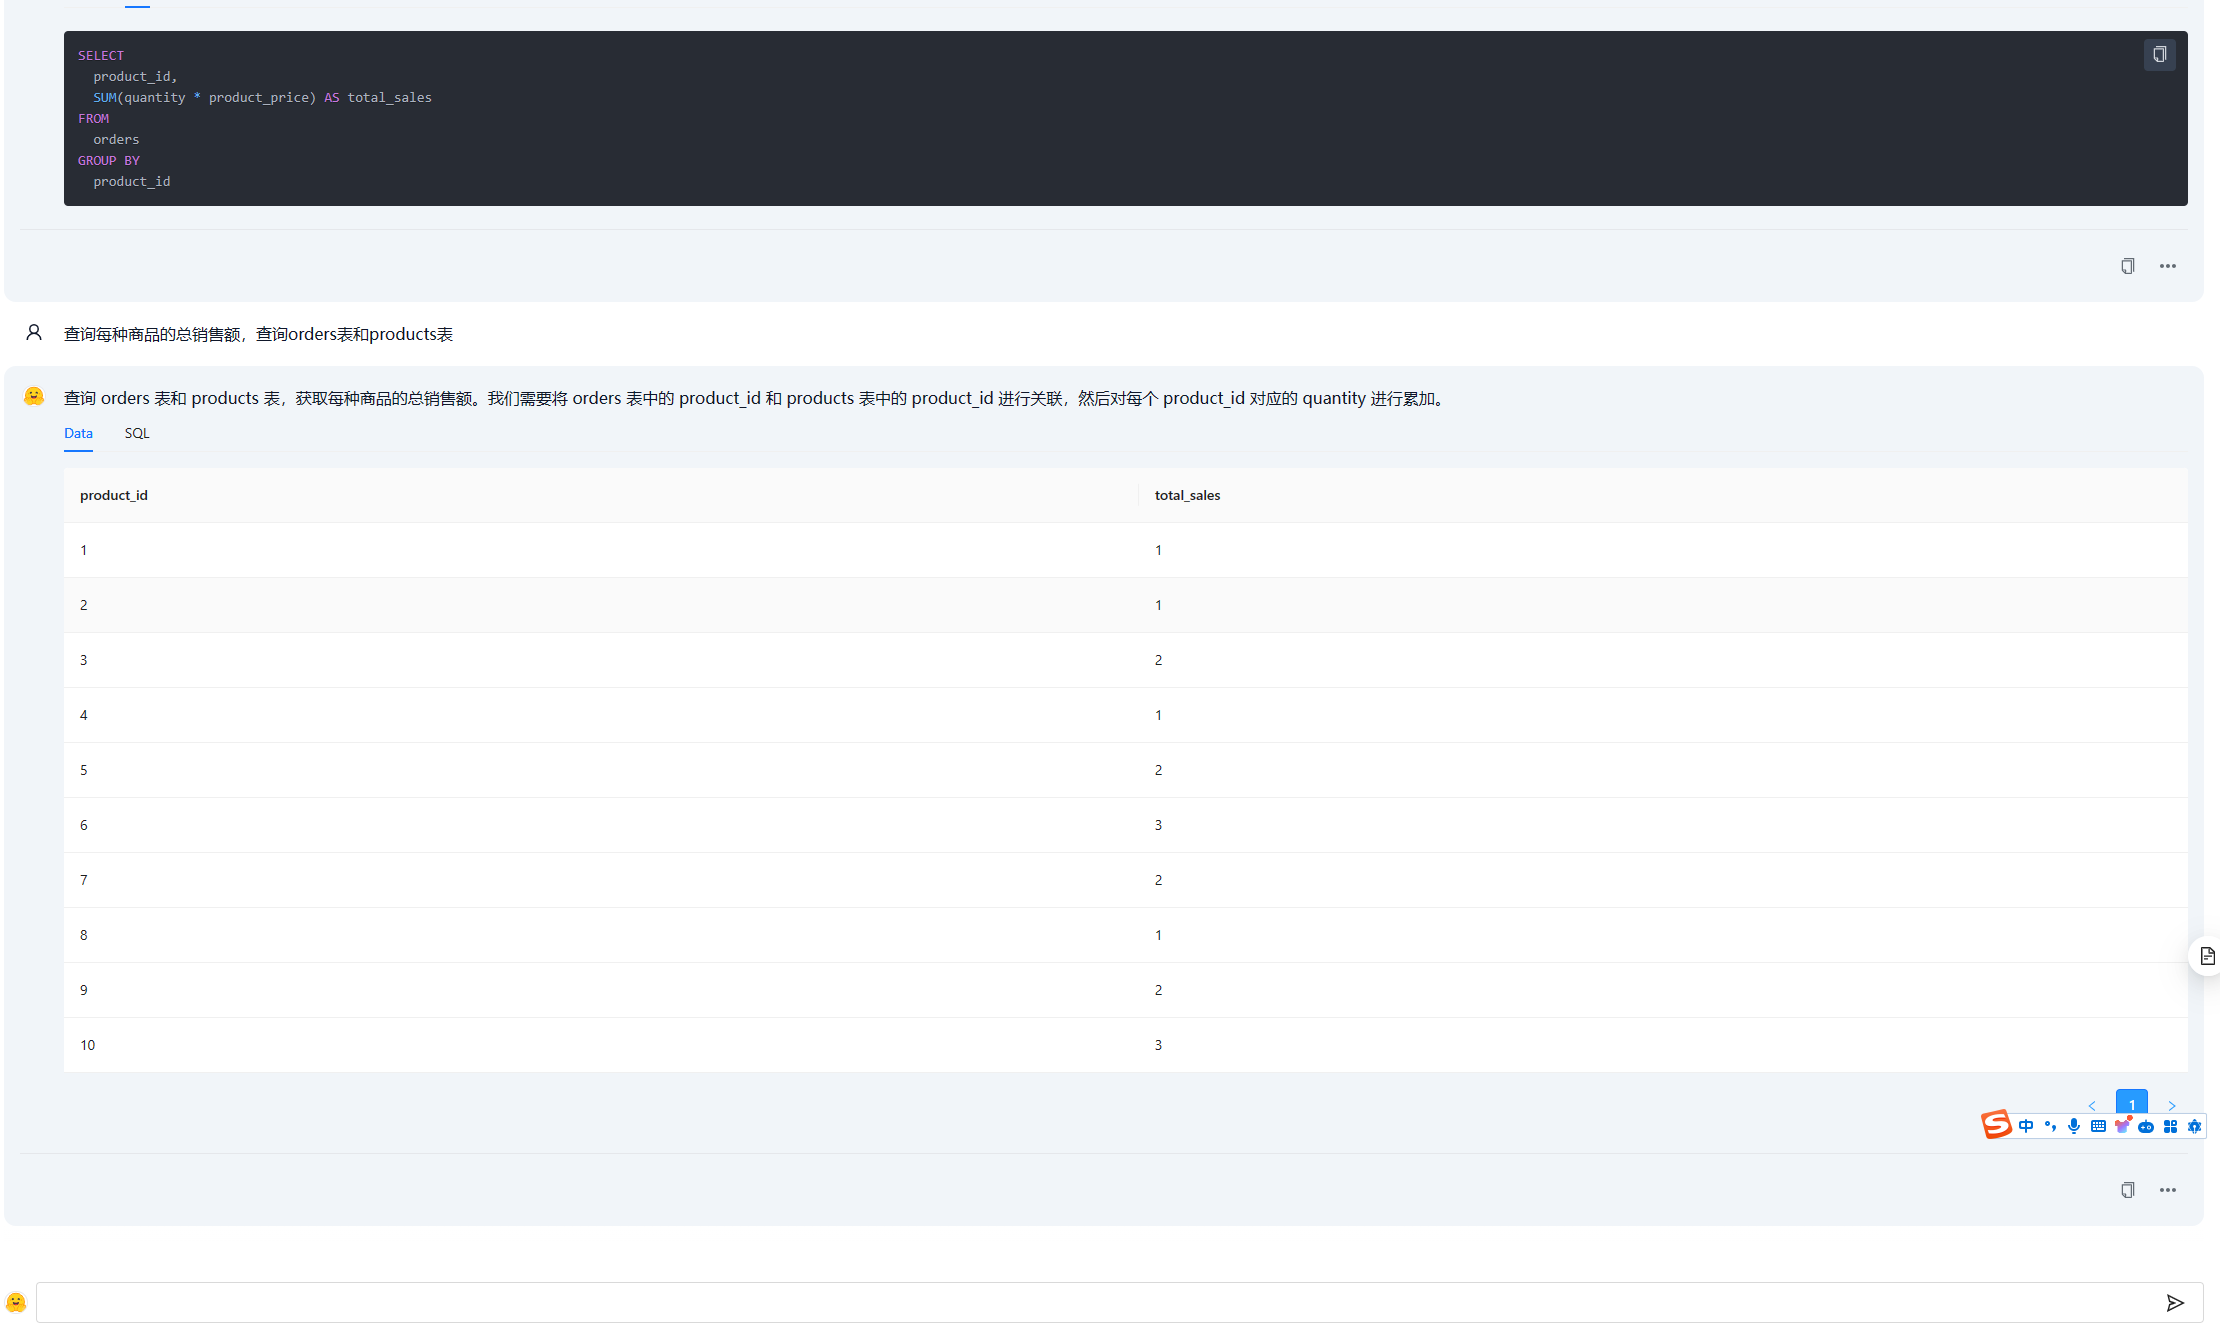 SELECT
product_id,
SUM(quantity * product_price) AS total_sales
FROM
orders
GROUP BY
product_id
查询每种商品的总销售额，查询orders表和products表
查询 orders 表和 products 表，获取每种商品的总销售额。我们需要将 orders 表中的 product_id 和 products 表中的 product_id 进行关联，然后对每个 product_id 对应的 quantity 进行累加。
Data SQL
product_id total_sales
1 1
2 1
3 2
4 1
5 2
6 3
7 2
8 1
9 2
10 3
< 1 >
S 中